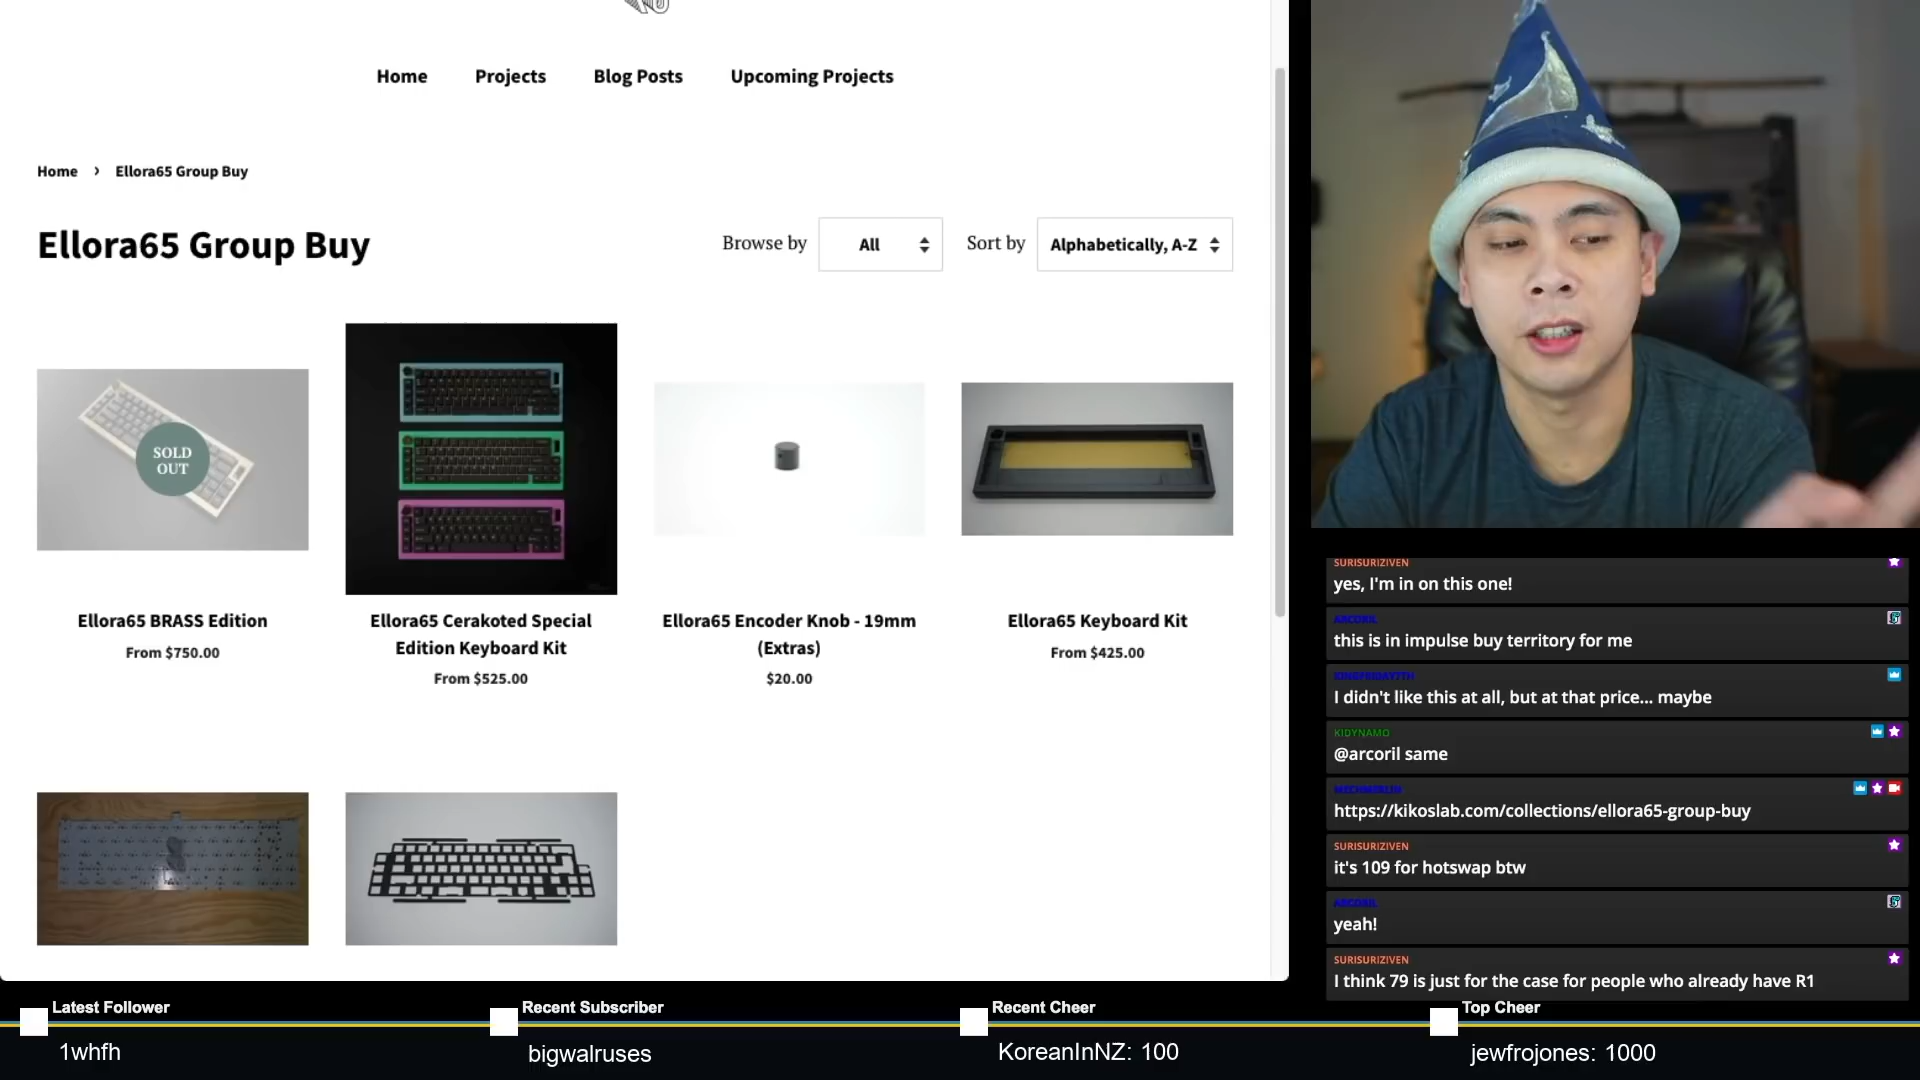 Home Projects Blog Posts Upcoming Projects
Home › Ellora65 Group Buy
Ellora65 Group Buy
Browse by All Sort by Alphabetically, A-Z
SOLD
OUT
Ellora65 BRASS Edition
From $750.00
Ellora65 Cerakoted Special
Edition Keyboard Kit
From $525.00
Ellora65 Encoder Knob - 19mm
(Extras)
$20.00
Ellora65 Keyboard Kit
From $425.00
SURISURIZIVEN
yes, I'm in on this one!
ARCORIL
this is in impulse buy territory for me
KINGFRIDAY7TH
I didn't like this at all, but at that price... maybe
KIDYNAMO
@arcoril same
MECHMERLIN
https://kikoslab.com/collections/ellora65-group-buy
SURISURIZIVEN
it's 109 for hotswap btw
ARCORIL
yeah!
SURISURIZIVEN
I think 79 is just for the case for people who already have R1
Latest Follower
1whfh
Recent Subscriber
bigwalruses
Recent Cheer
KoreanInNZ: 100
Top Cheer
jewfrojones: 1000